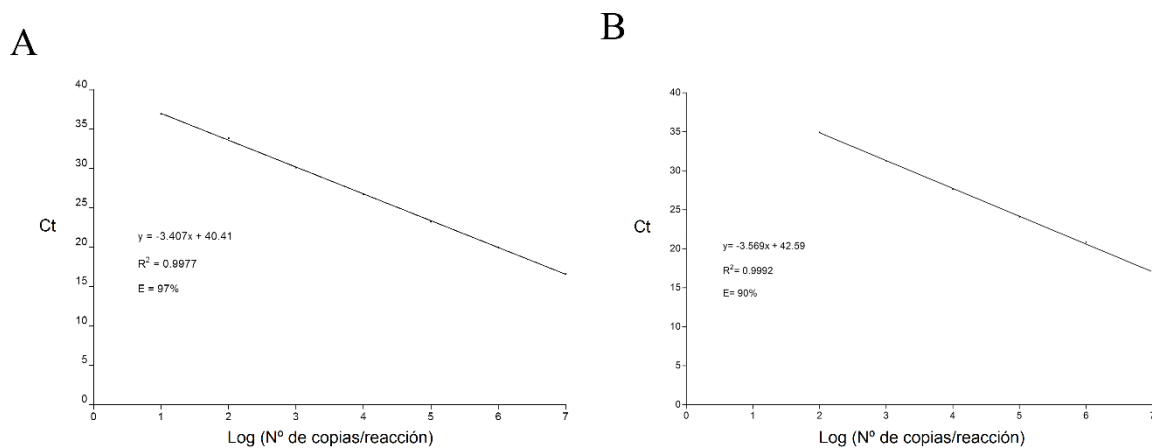 A
40
35
30
25
20
15
10
5
0
Ct
y = -3.407x + 40.41
R² = 0.9977
E = 97%
0 1 2 3 4 5 6 7
Log (Nº de copias/reacción)
B
40
35
30
25
20
15
10
5
0
Ct
y= -3.569x + 42.59
R²= 0.9992
E= 90%
0 1 2 3 4 5 6 7
Log (Nº de copias/reacción)